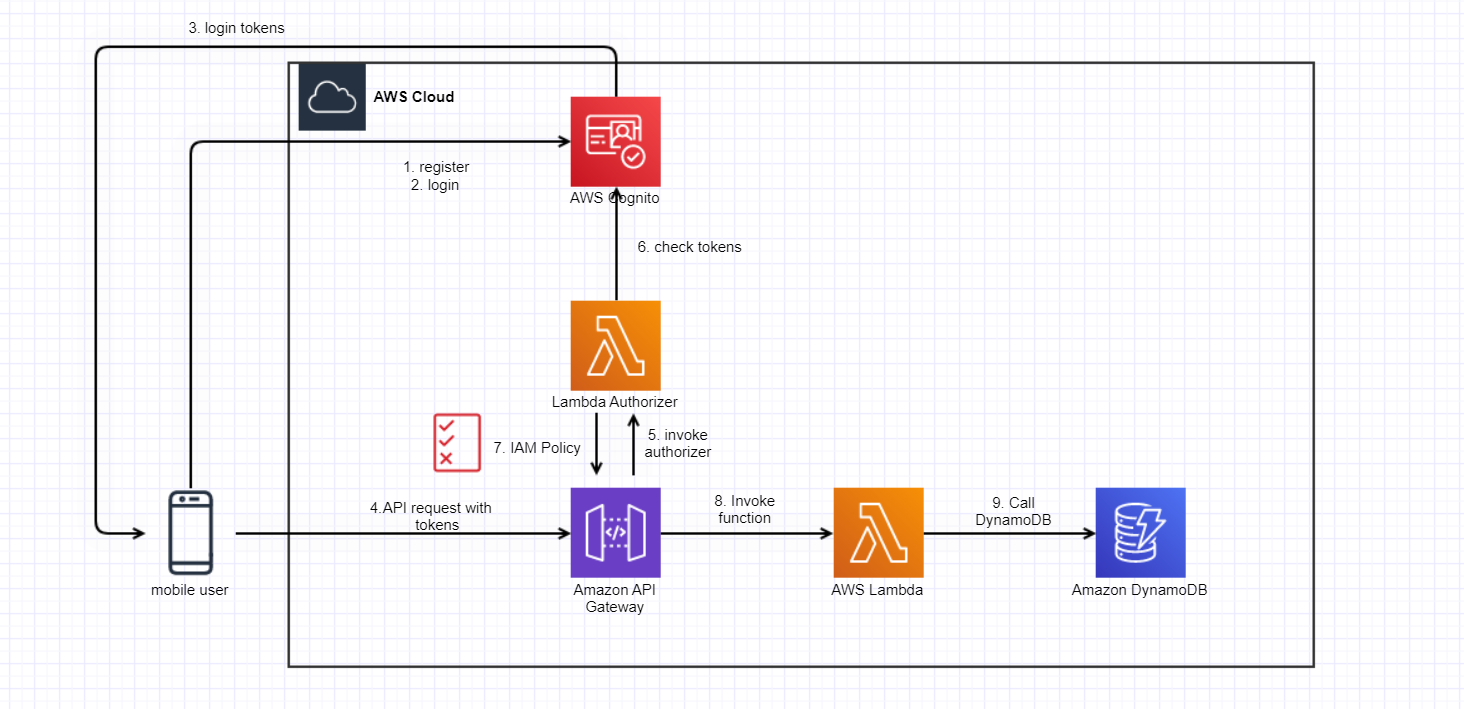 3. login tokens
AWS Cloud
1. register
2. login
AWS Cognito
6. check tokens
Lambda Authorizer
7. IAM Policy
5. invoke
authorizer
4.API request with
tokens
8. Invoke
function
9. Call
DynamoDB
mobile user
Amazon API
Gateway
AWS Lambda
Amazon DynamoDB